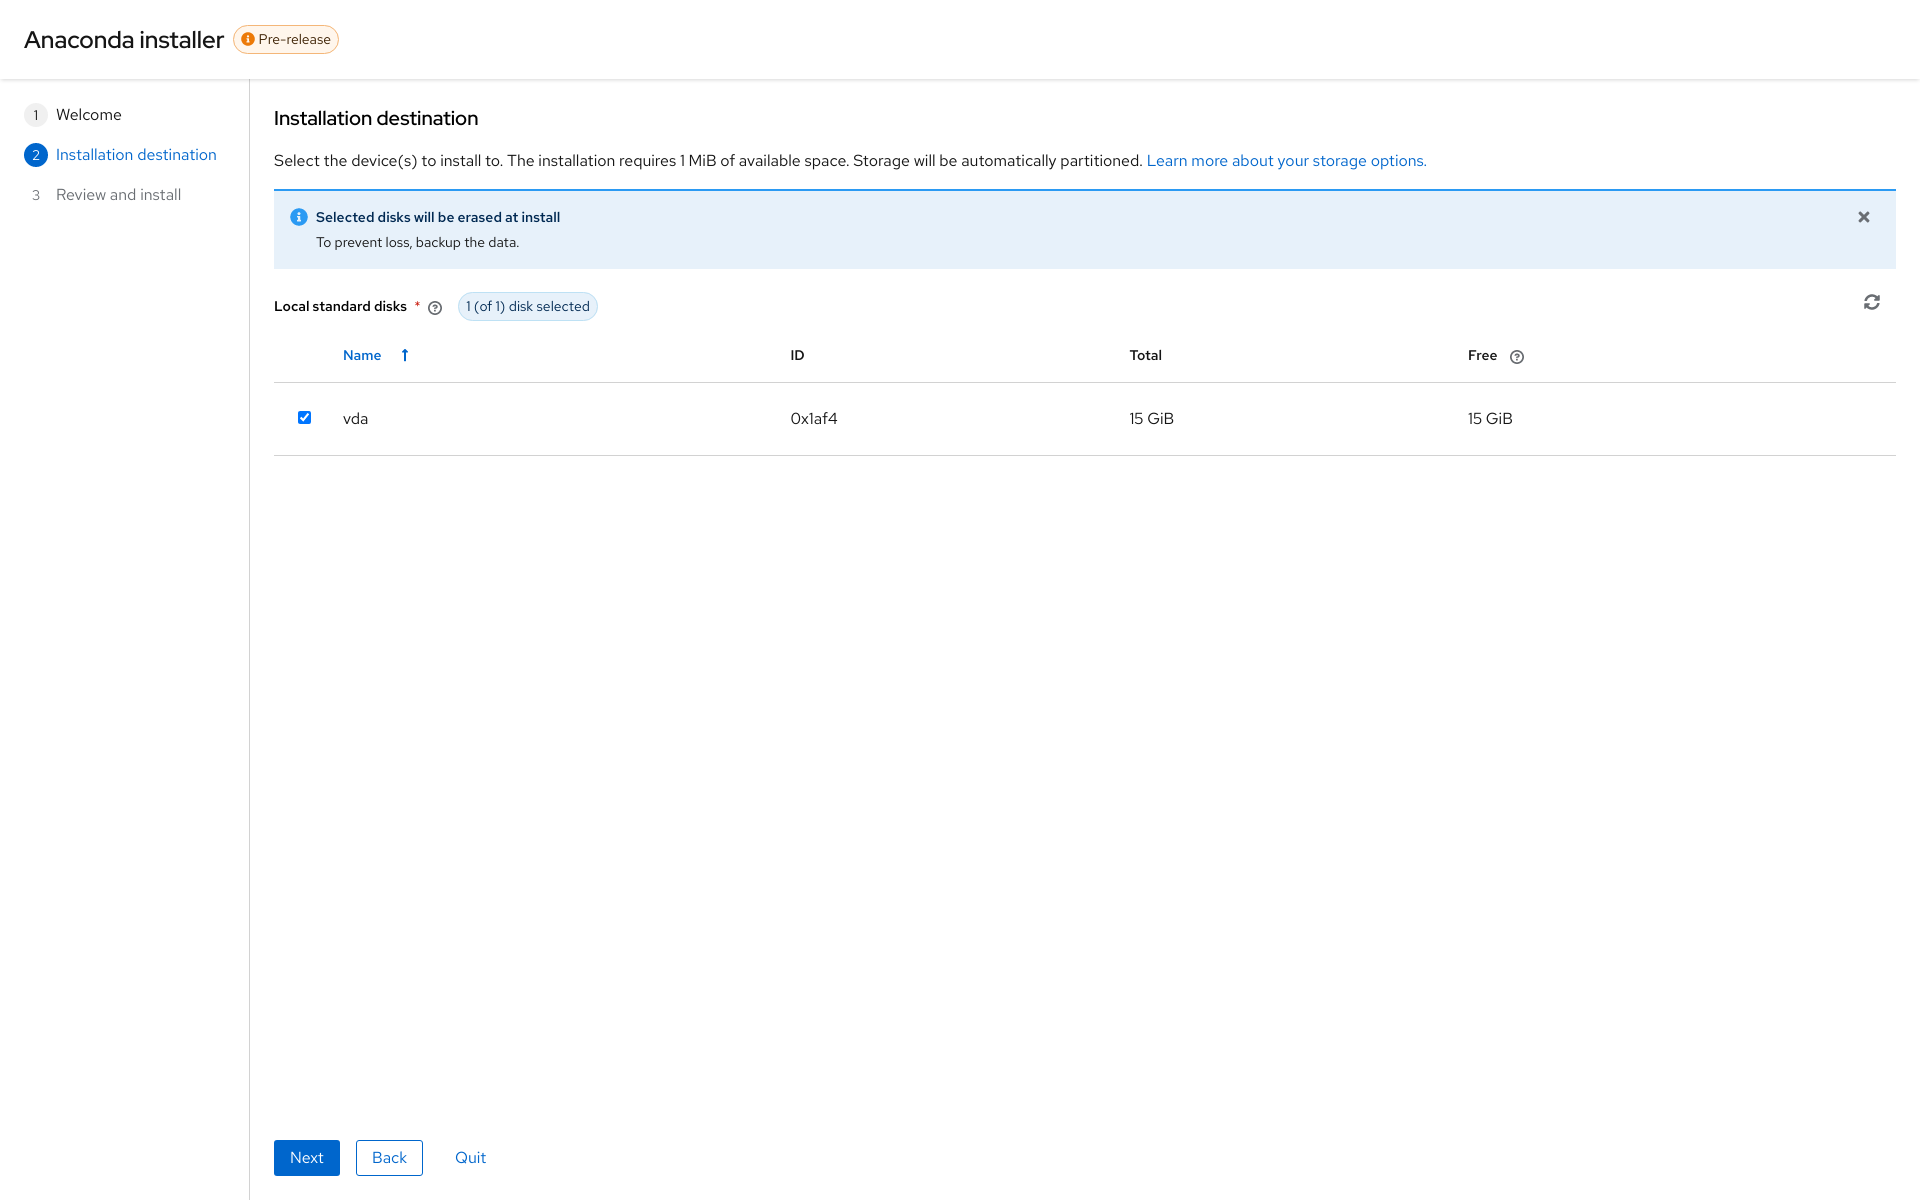 Anaconda installer Pre-release
1 Welcome
2 Installation destination
3 Review and install
Installation destination
Select the device(s) to install to. The installation requires 1 MiB of available space. Storage will be automatically partitioned. Learn more about your storage options.
Selected disks will be erased at install
To prevent loss, backup the data.
Local standard disks * 1 (of 1) disk selected
Name ID Total Free
vda 0x1af4 15 GiB 15 GiB
Next Back Quit